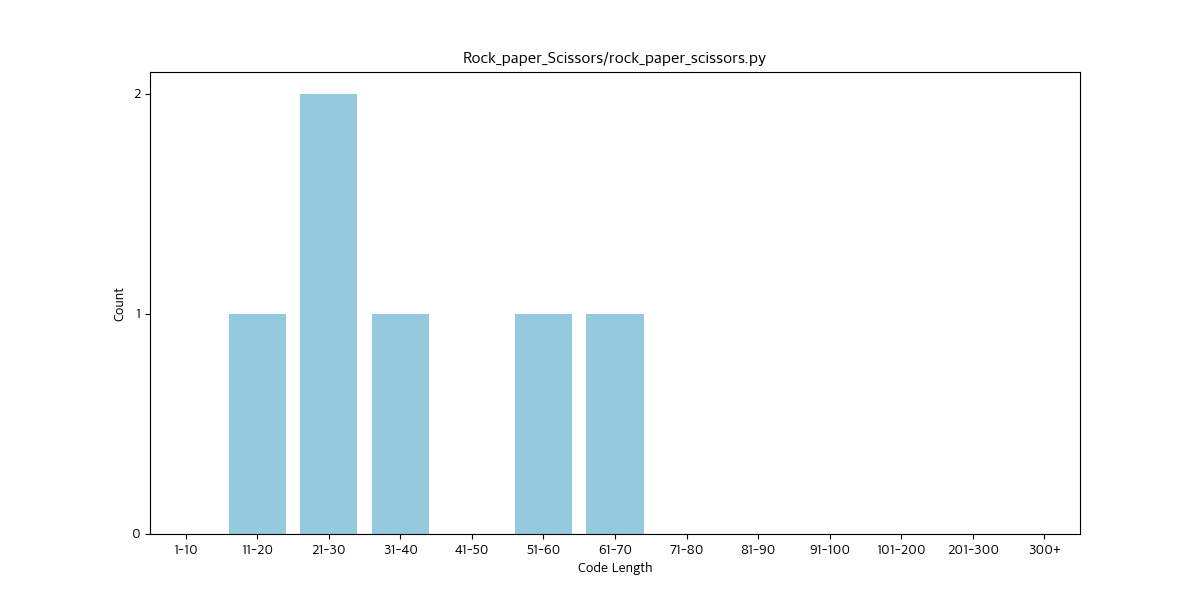 Rock_paper_Scissors/rock_paper_scissors.py
2
1
0
Count
1-10 11-20 21-30 31-40 41-50 51-60 61-70 71-80 81-90 91-100 101-200 201-300 300+
Code Length